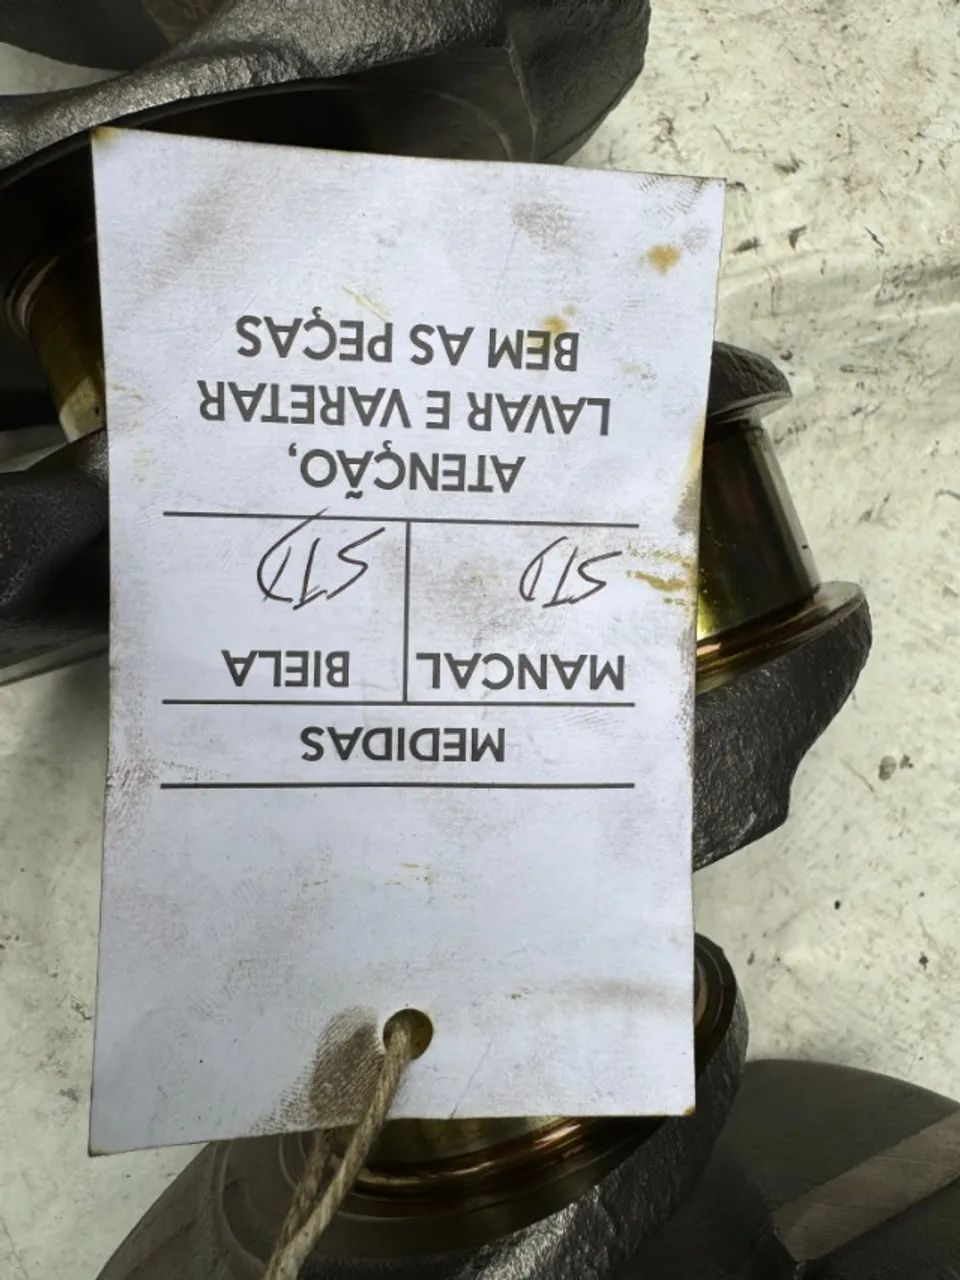 MEDIDAS
MANCAL BIELA
STD STD
ATENÇÃO,
LAVAR E VARETAR
BEM AS PEÇAS